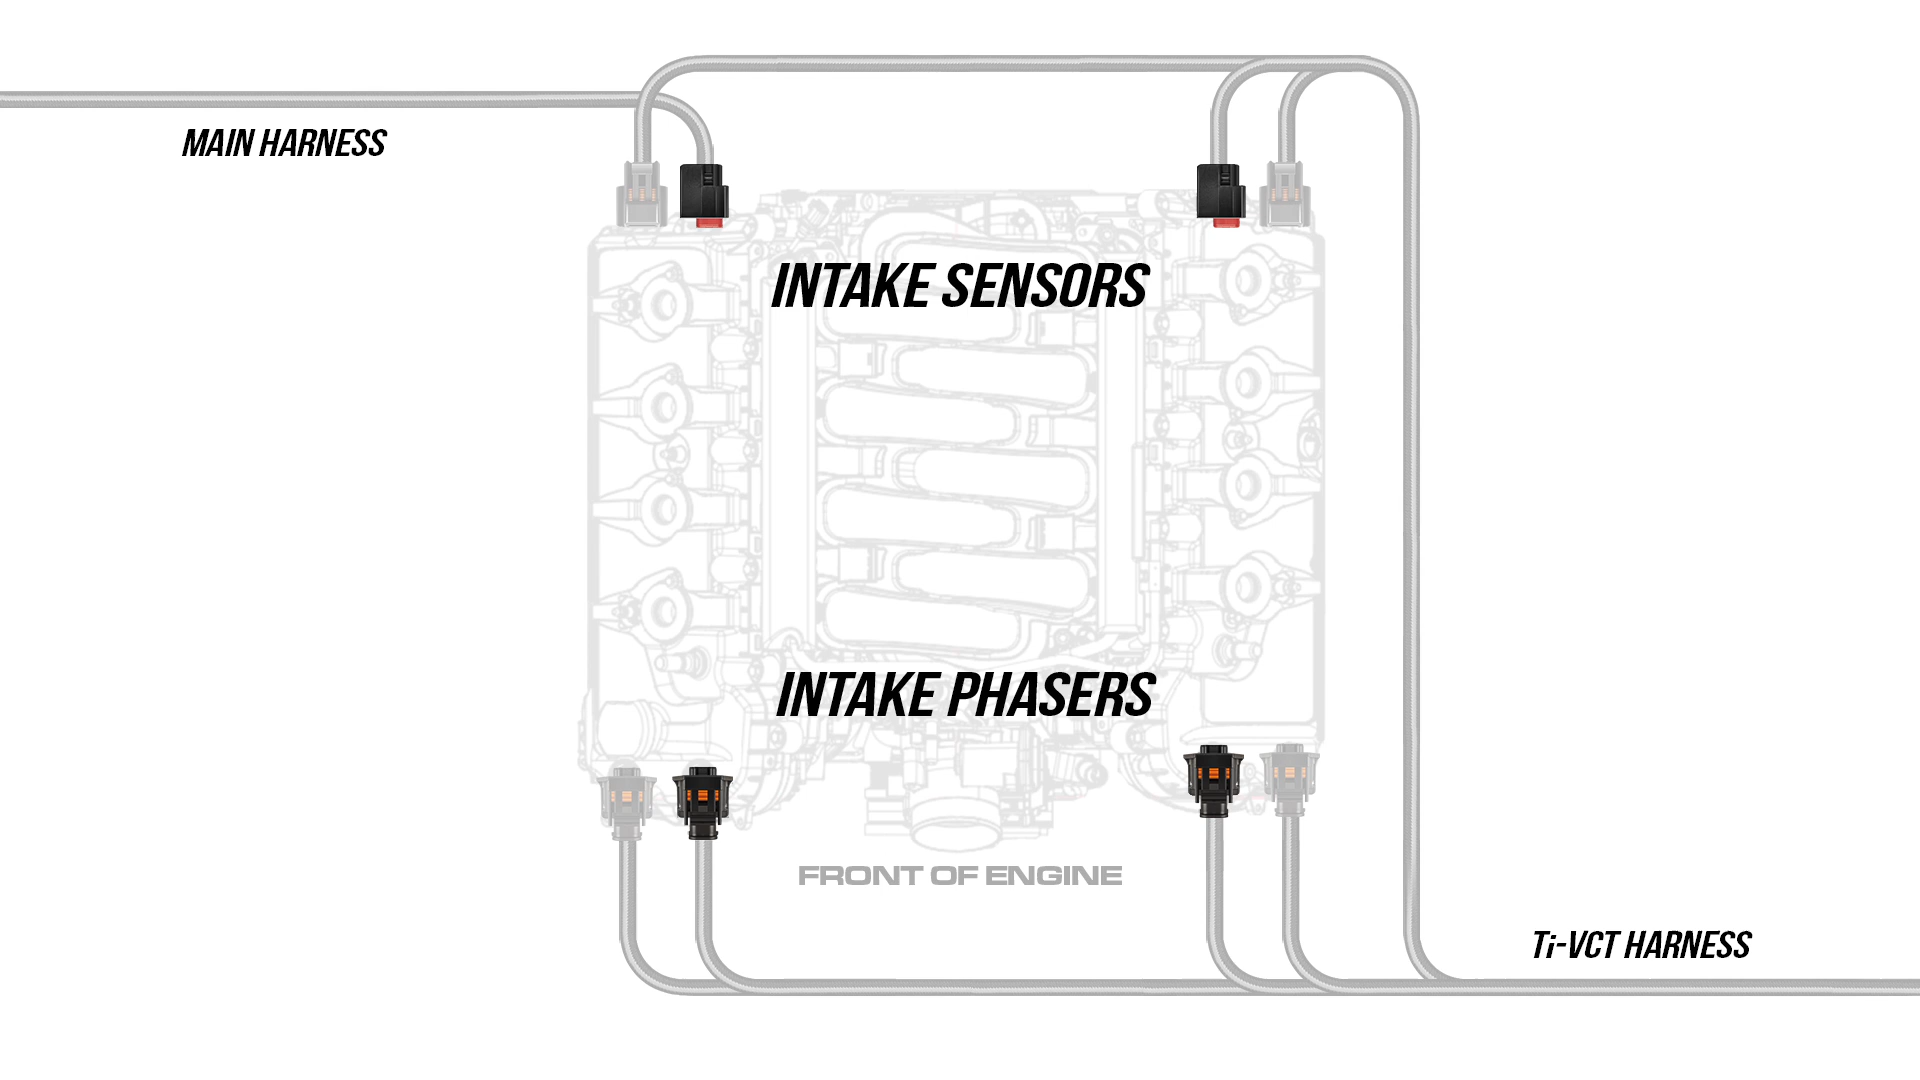 MAIN HARNESS
INTAKE SENSORS
INTAKE PHASERS
FRONT OF ENGINE
Ti-VCT HARNESS